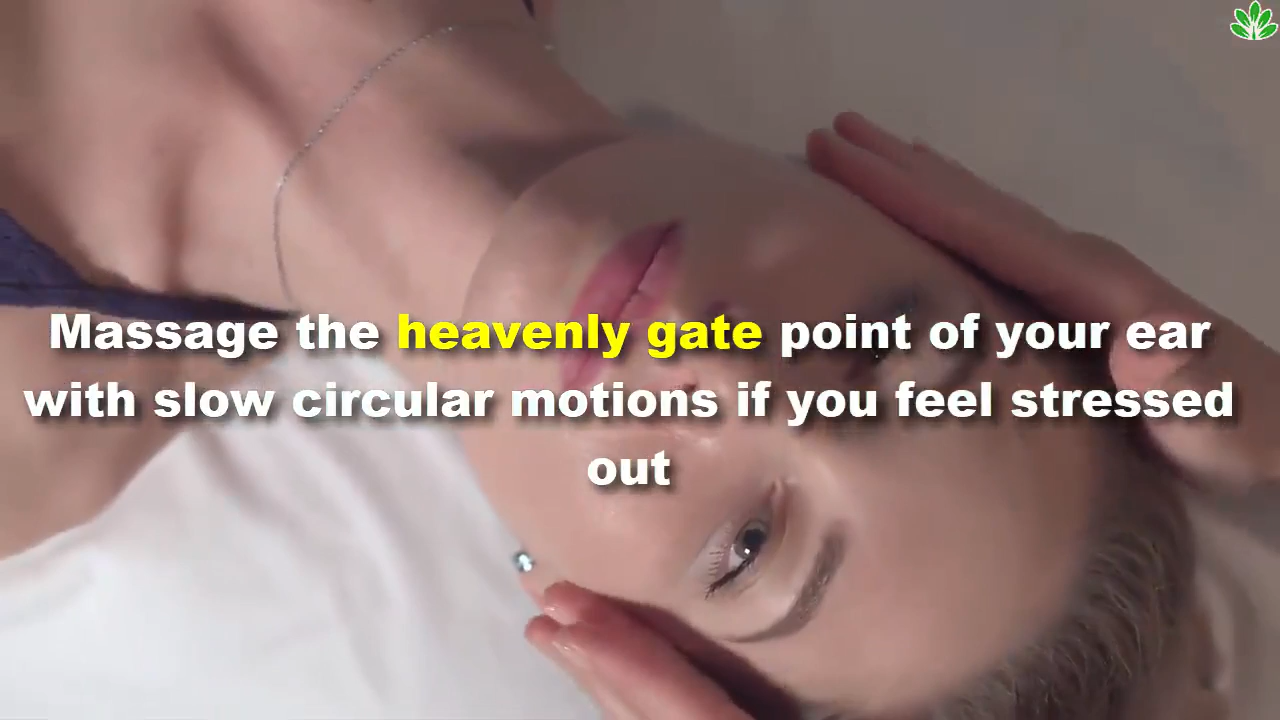 Massage the heavenly gate point of your ear
with slow circular motions if you feel stressed
out